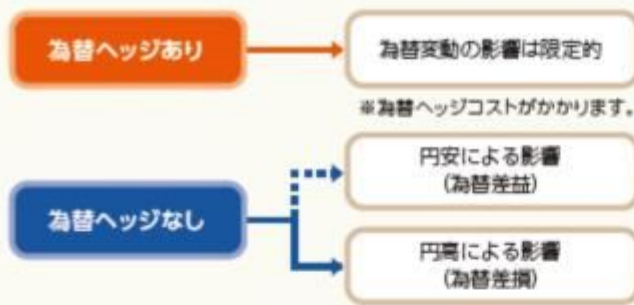 為替ヘッジあり
為替変動の影響は限定的
※為替ヘッジコストがかかります。
為替ヘッジなし
円安による影響
(為替差益)
円高による影響
(為替差損)